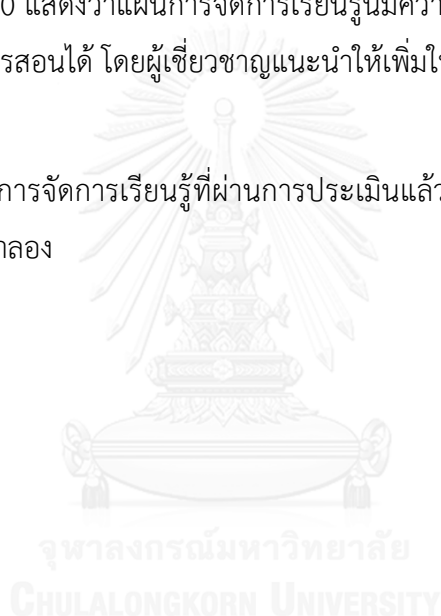 0 แสดงว่าแผนการจัดการเรียนรู้นี้มีความ
รสอนได้ โดยผู้เชี่ยวชาญแนะนำให้เพิ่มใ
การจัดการเรียนรู้ที่ผ่านการประเมินแล้ว
าลอง
จุฬาลงกรณ์มหาวิทยาลัย
CHULALONGKORN UNIVERSITY